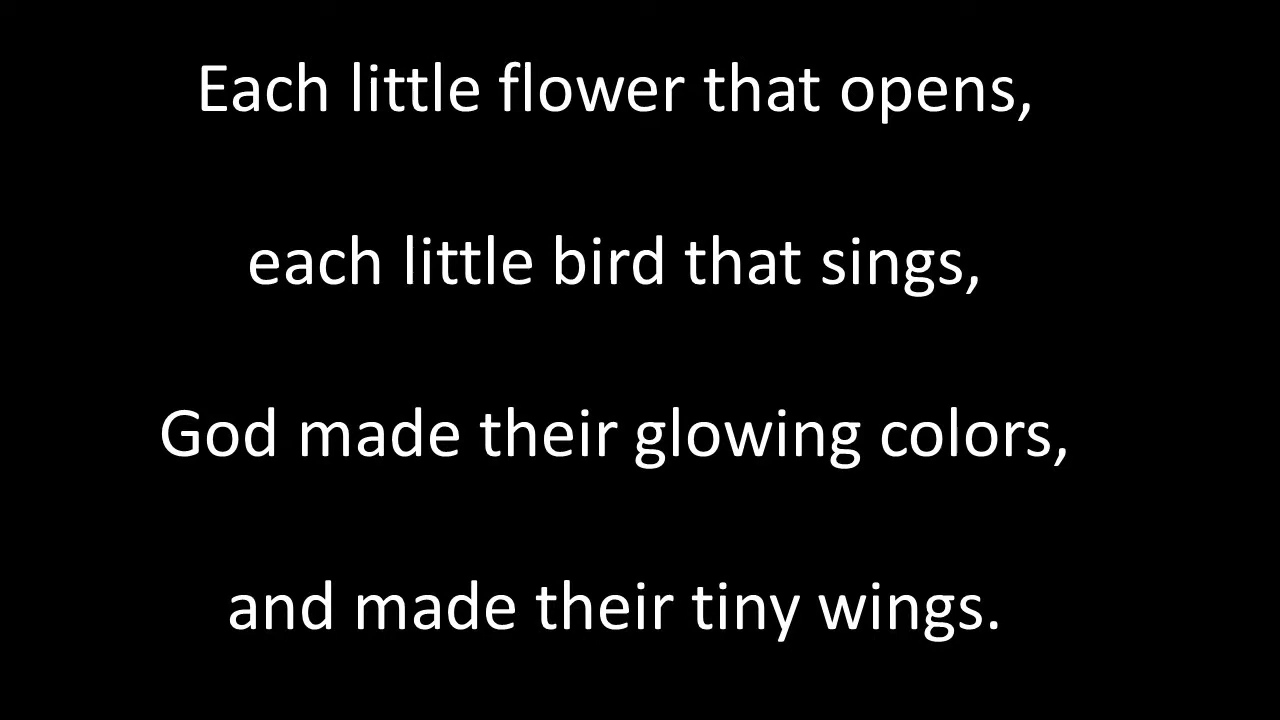 Each little flower that opens,
each little bird that sings,
God made their glowing colors,
and made their tiny wings.